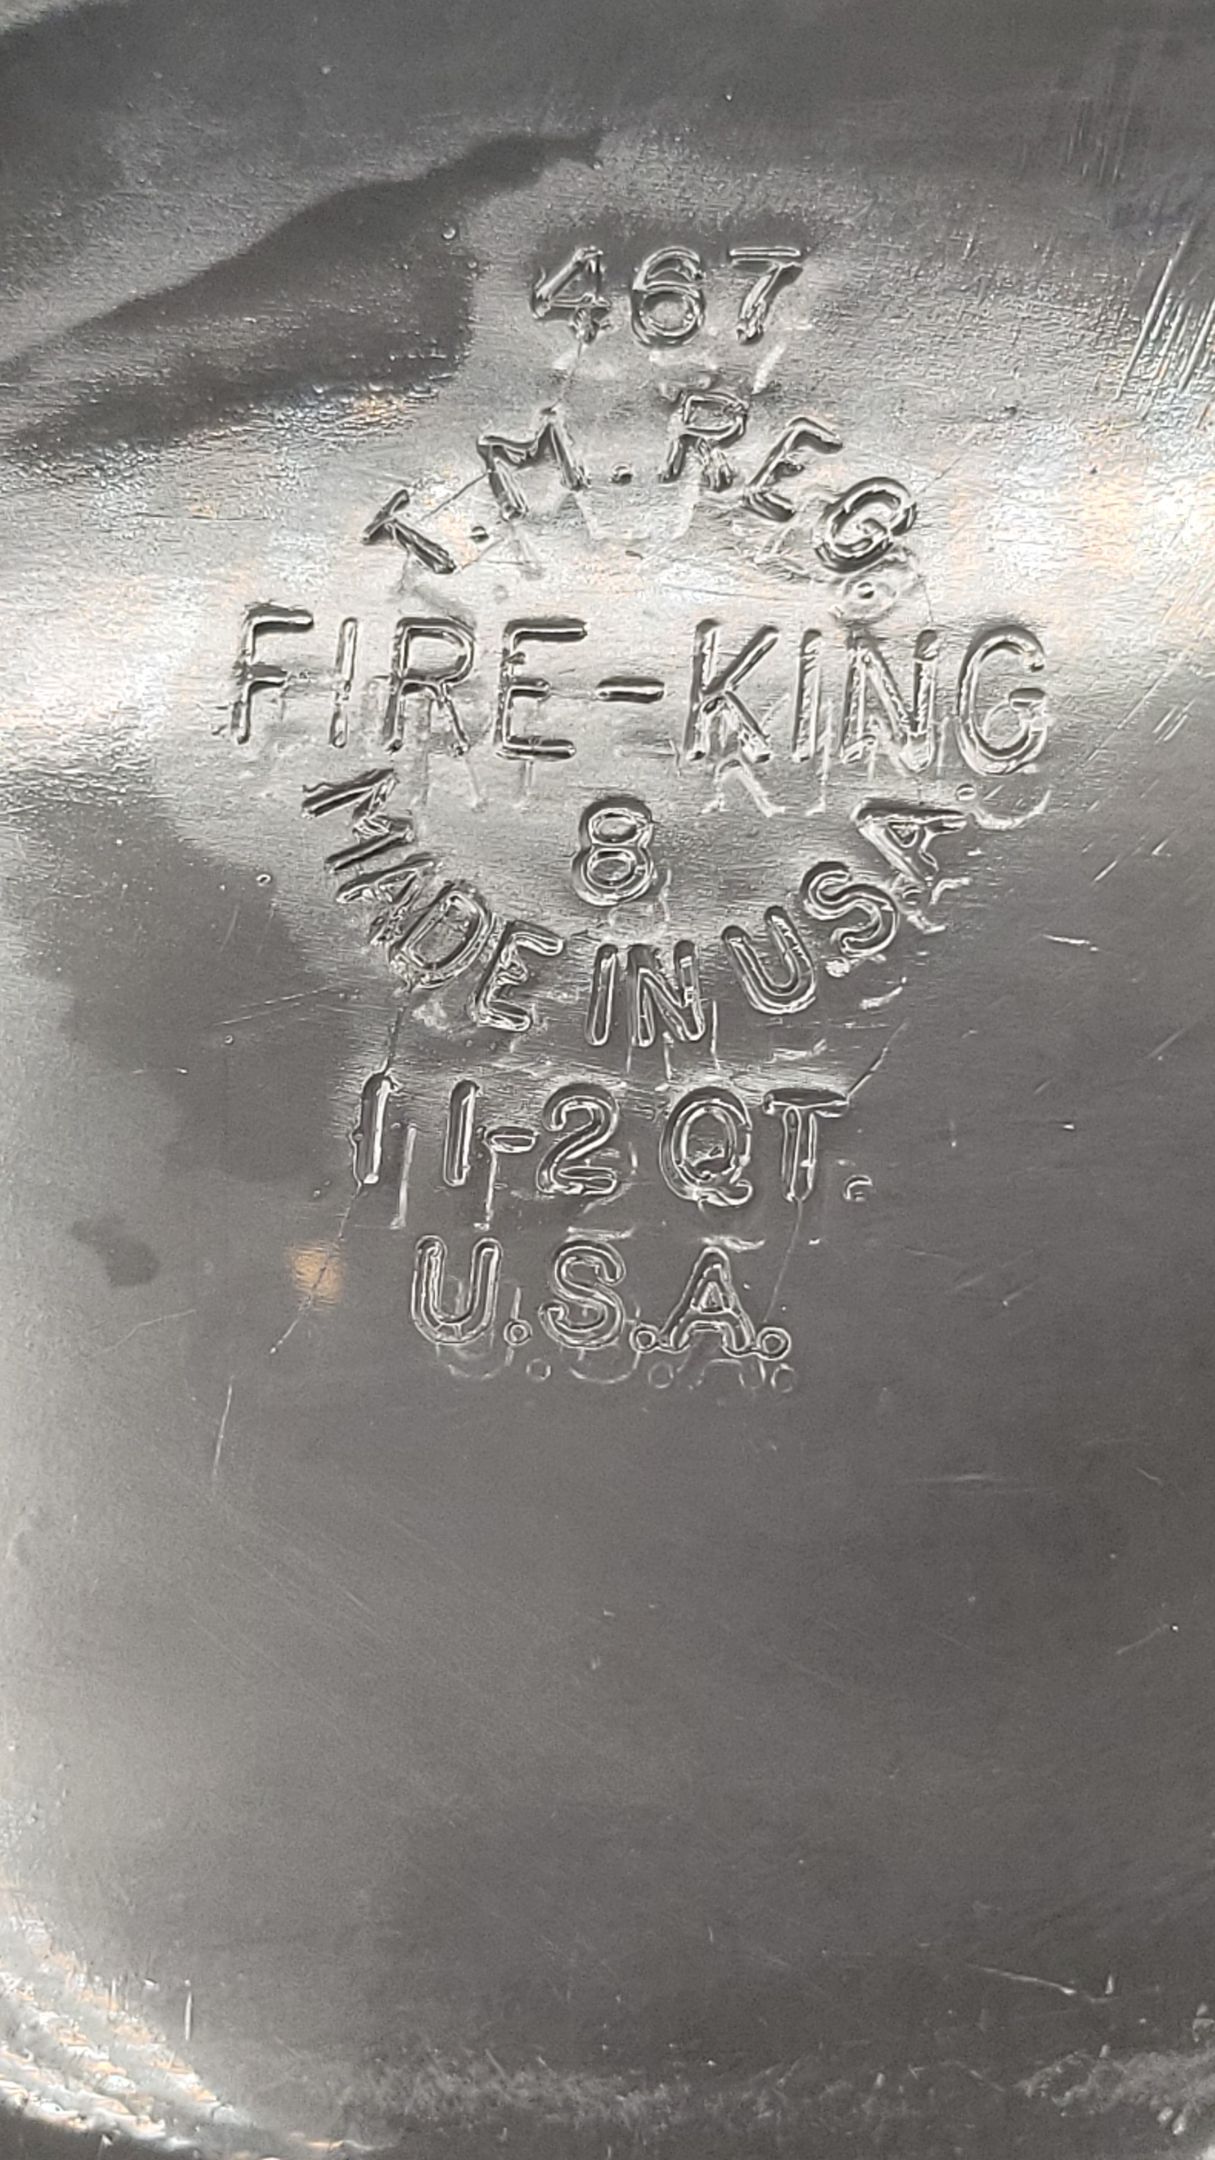 467
T.M.REG
FIRE-KING
8
MADE IN U.S.A.
1 1-2 QT.
U.S.A.